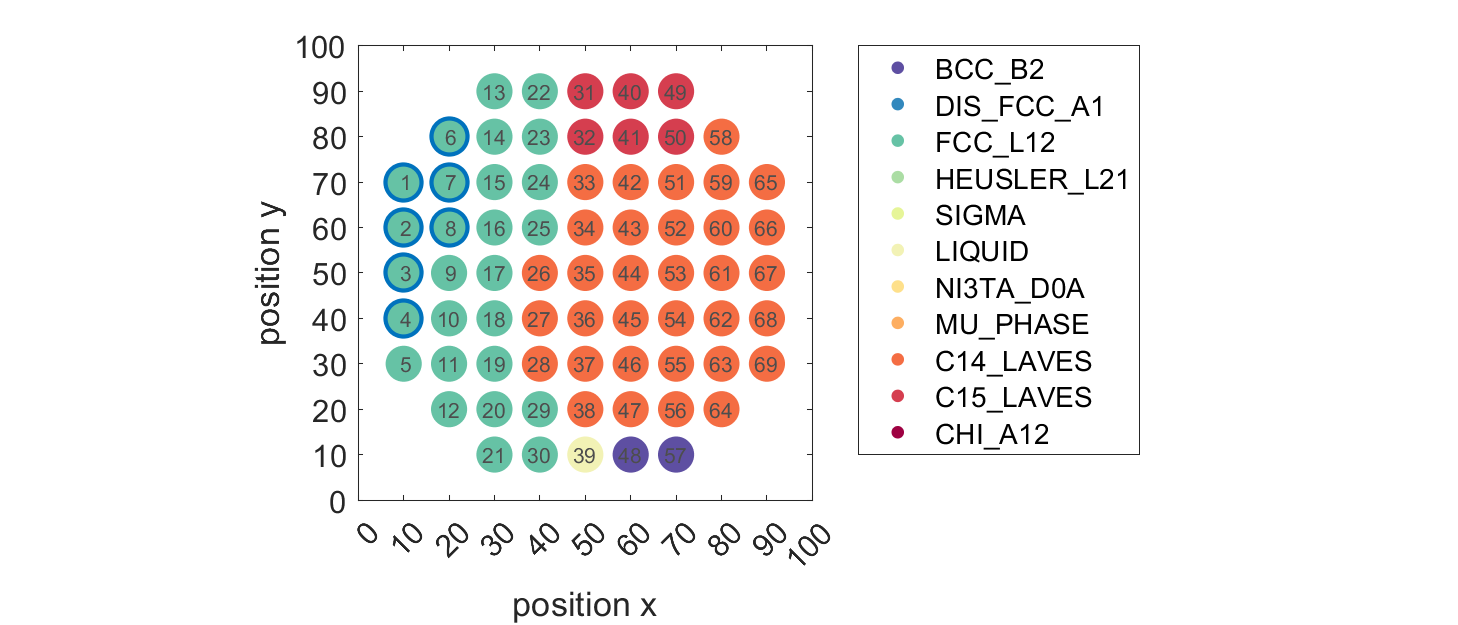 100
90
80
70
60
50
40
30
20
10
0
position y
13 22 31 40 49
6 14 23 32 41 50 58
1 7 15 24 33 42 51 59 65
2 8 16 25 34 43 52 60 66
3 9 17 26 35 44 53 61 67
4 10 18 27 36 45 54 62 68
5 11 19 28 37 46 55 63 69
12 20 29 38 47 56 64
21 30 39 48 57
0 10 20 30 40 50 60 70 80 90 100
position x
BCC_B2
DIS_FCC_A1
FCC_L12
HEUSLER_L21
SIGMA
LIQUID
NI3TA_D0A
MU_PHASE
C14_LAVES
C15_LAVES
CHI_A12